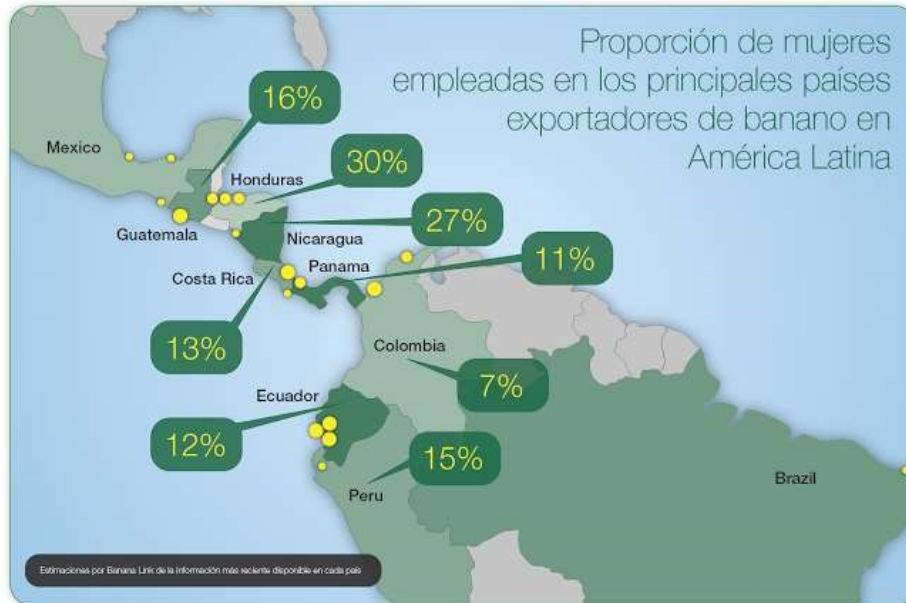 Proporción de mujeres
empleadas en los principales países
exportadores de banano en
América Latina
16%
Mexico
Honduras
30%
Guatemala
Nicaragua
27%
Costa Rica
Panama
11%
13%
Colombia
7%
Ecuador
12%
15%
Peru
Brazil
Estimaciones por Banana Link de la información más reciente disponible en cada país